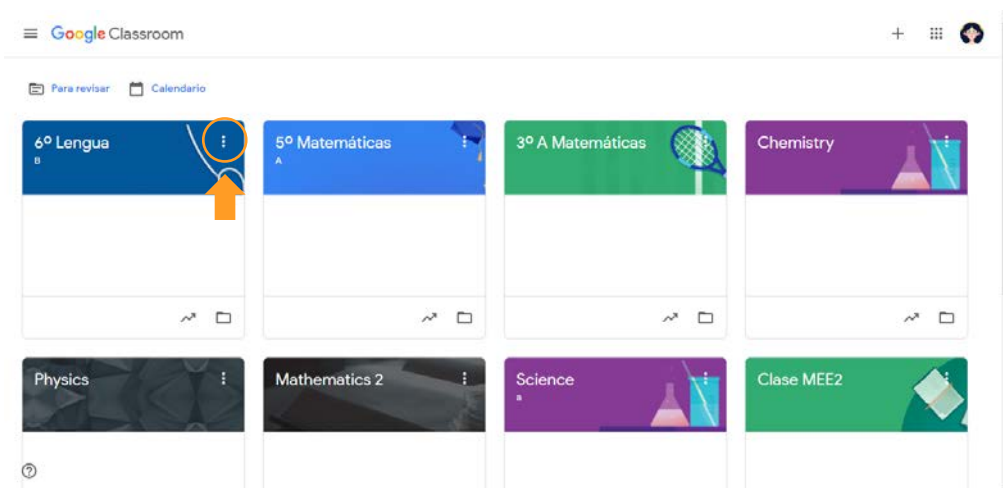 Google Classroom
Para revisar Calendario
6º Lengua
B
5º Matemáticas
A
3º A Matemáticas
Chemistry
Physics
Mathematics 2
Science
a
Clase MEE2